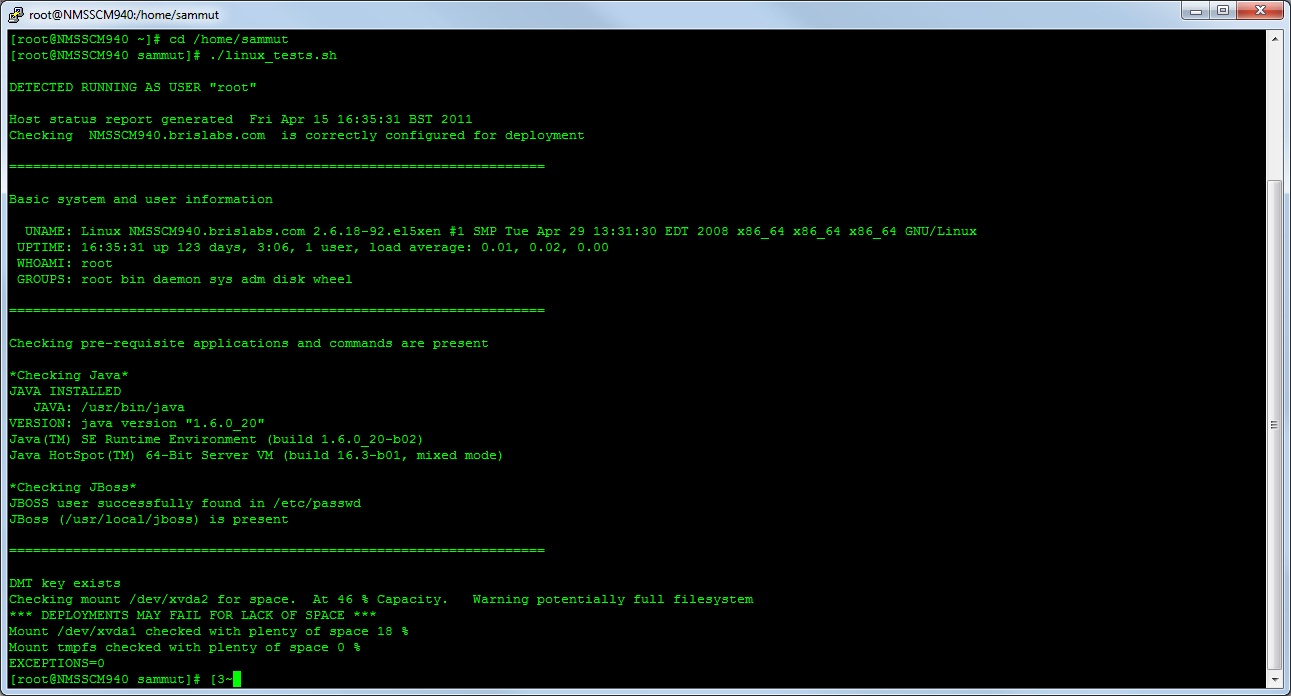 root@NMSSCM940:/home/sammut
[root@NMSSCM940 ~]# cd /home/sammut
[root@NMSSCM940 sammut]# ./linux_tests.sh
DETECTED RUNNING AS USER "root"
Host status report generated  Fri Apr 15 16:35:31 BST 2011
Checking  NMSSCM940.brislabs.com  is correctly configured for deployment
===================================================================
Basic system and user information
  UNAME: Linux NMSSCM940.brislabs.com 2.6.18-92.el5xen #1 SMP Tue Apr 29 13:31:30 EDT 2008 x86_64 x86_64 x86_64 GNU/Linux
 UPTIME: 16:35:31 up 123 days, 3:06, 1 user, load average: 0.01, 0.02, 0.00
 WHOAMI: root
 GROUPS: root bin daemon sys adm disk wheel
===================================================================
Checking pre-requisite applications and commands are present
*Checking Java*
JAVA INSTALLED
   JAVA: /usr/bin/java
VERSION: java version "1.6.0_20"
Java(TM) SE Runtime Environment (build 1.6.0_20-b02)
Java HotSpot(TM) 64-Bit Server VM (build 16.3-b01, mixed mode)
*Checking JBoss*
JBOSS user successfully found in /etc/passwd
JBoss (/usr/local/jboss) is present
===================================================================
DMT key exists
Checking mount /dev/xvda2 for space.  At 46 % Capacity.   Warning potentially full filesystem
*** DEPLOYMENTS MAY FAIL FOR LACK OF SPACE ***
Mount /dev/xvda1 checked with plenty of space 18 %
Mount tmpfs checked with plenty of space 0 %
EXCEPTIONS=0
[root@NMSSCM940 sammut]# [3~